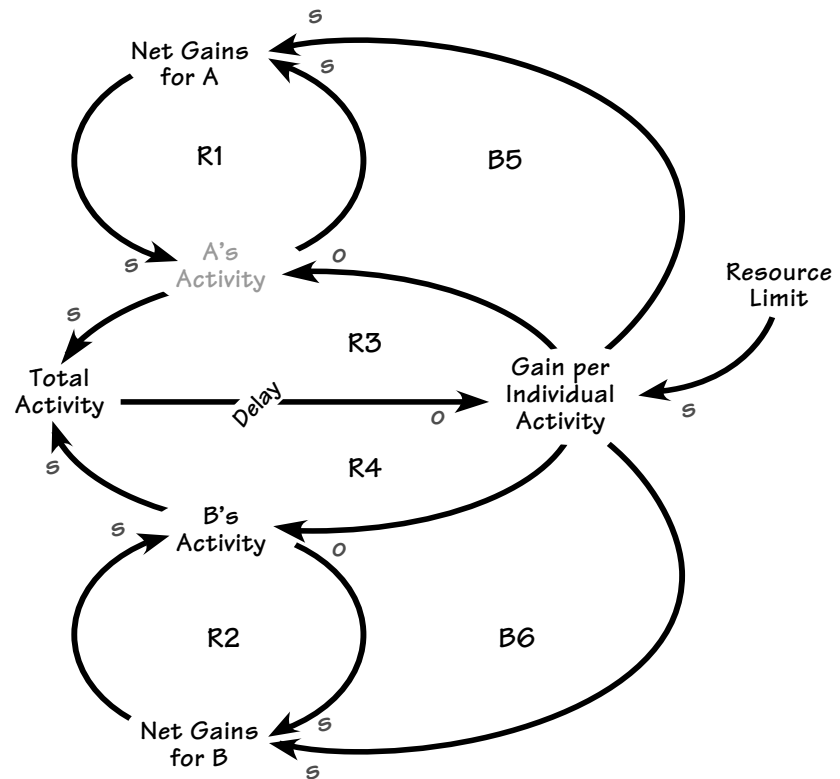 S
Net Gains
for A
S
R1
B5
A's
Activity
S
O
Resource
Limit
S
R3
Gain per
Individual
Activity
Total
Activity
Delay
O
S
S
R4
B's
Activity
S
O
R2
B6
Net Gains
for B
S
S